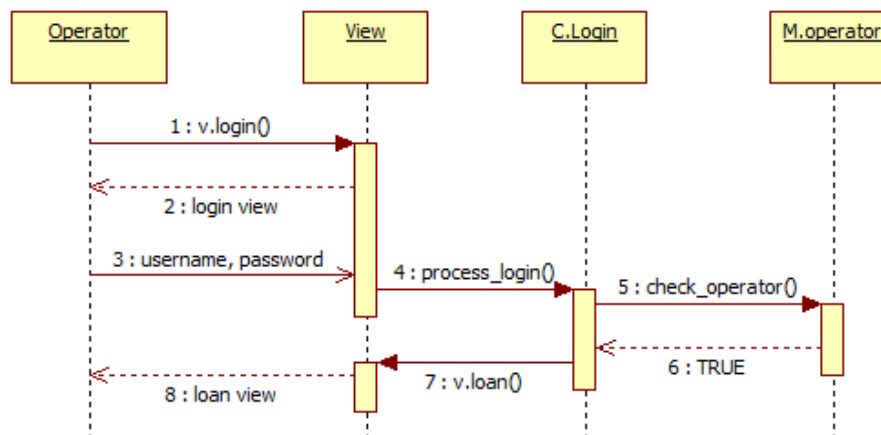 Operator
View
C.Login
M.operator
1 : v.login()
2 : login view
3 : username, password
4 : process_login()
5 : check_operator()
6 : TRUE
7 : v.loan()
8 : loan view